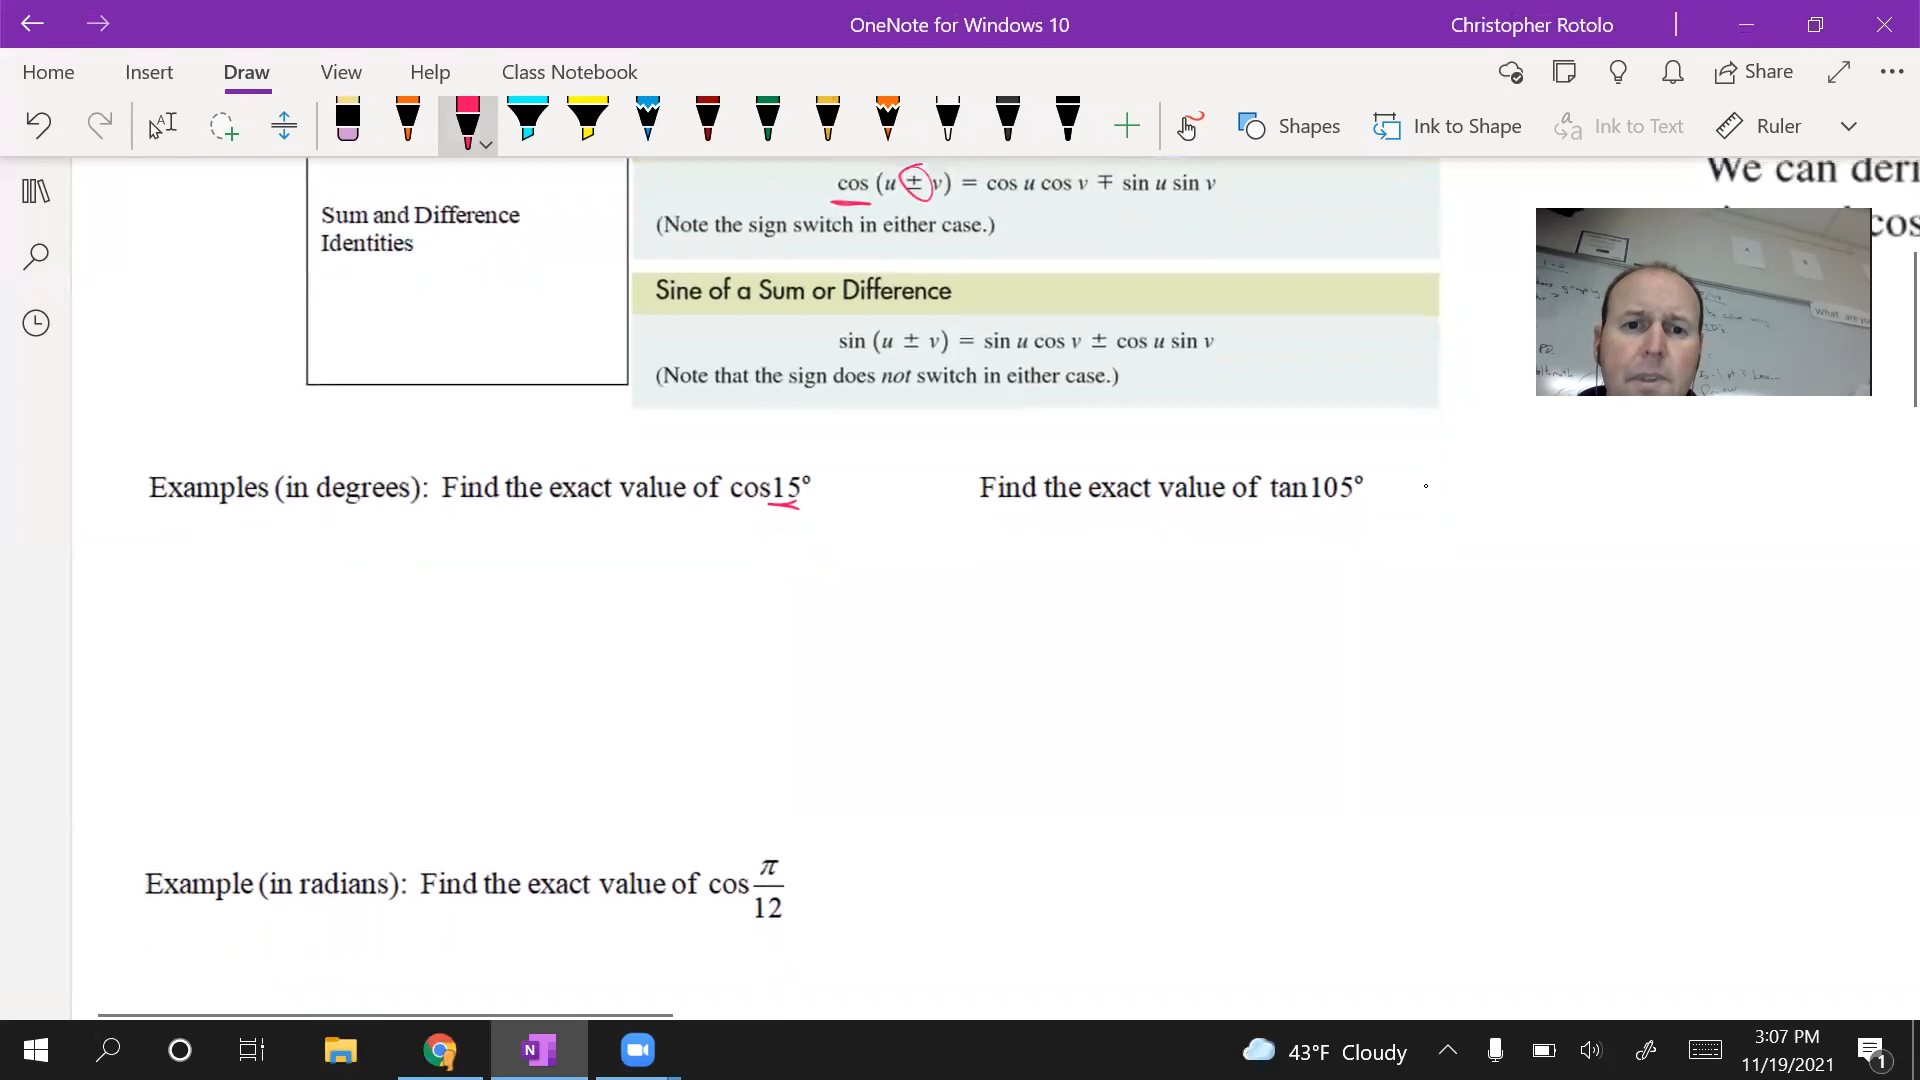 OneNote for Windows 10
Christopher Rotolo
Home Insert Draw View Help Class Notebook
Share
Shapes Ink to Shape Ink to Text Ruler
cos (u ± v) = cos u cos v ∓ sin u sin v
We can deri
Sum and Difference
Identities
(Note the sign switch in either case.)
cos
Sine of a Sum or Difference
sin (u ± v) = sin u cos v ± cos u sin v
(Note that the sign does not switch in either case.)
What are yo
Examples (in degrees): Find the exact value of cos15°
Find the exact value of tan105°
Example (in radians): Find the exact value of cos π/12
43°F Cloudy
3:07 PM
11/19/2021
1